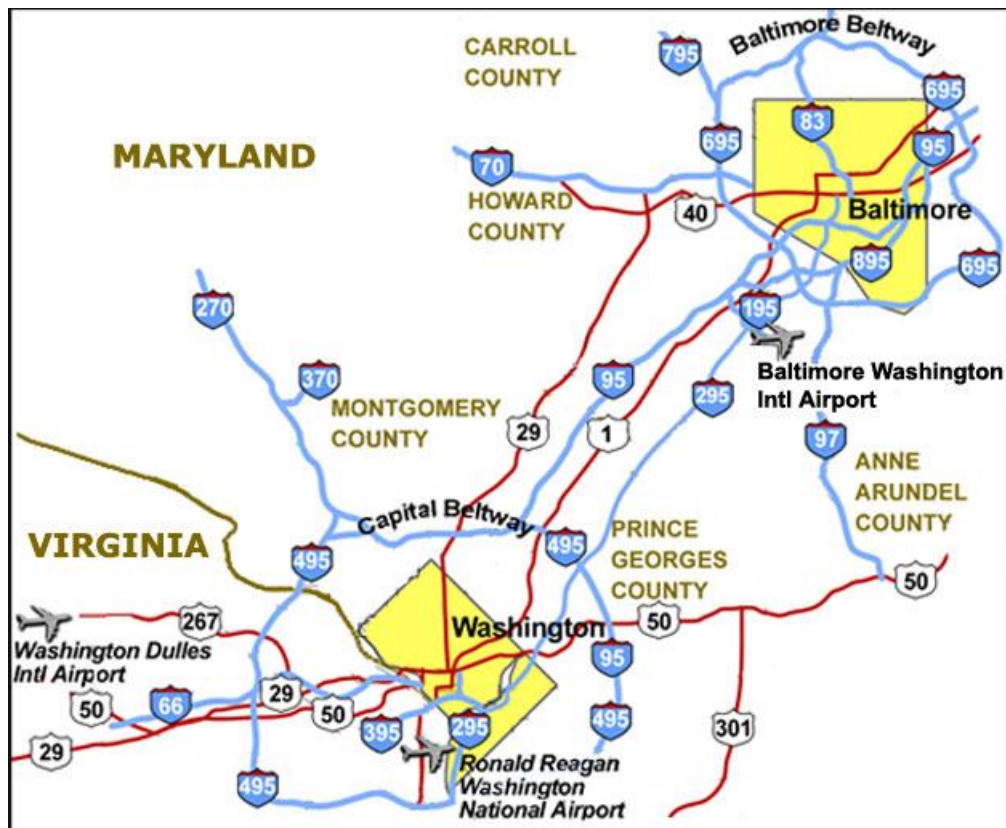 Baltimore Beltway
CARROLL
COUNTY
795
695
695
83
95
MARYLAND
70
HOWARD
COUNTY
40
Baltimore
895
695
270
195
Baltimore Washington
Intl Airport
370
95
295
MONTGOMERY
COUNTY
29
1
97
ANNE
ARUNDEL
COUNTY
Capital Beltway
VIRGINIA
495
495
PRINCE
GEORGES
COUNTY
50
267
Washington
50
Washington Dulles
Intl Airport
95
29
66
50
50
395
295
495
301
29
Ronald Reagan
Washington
National Airport
495